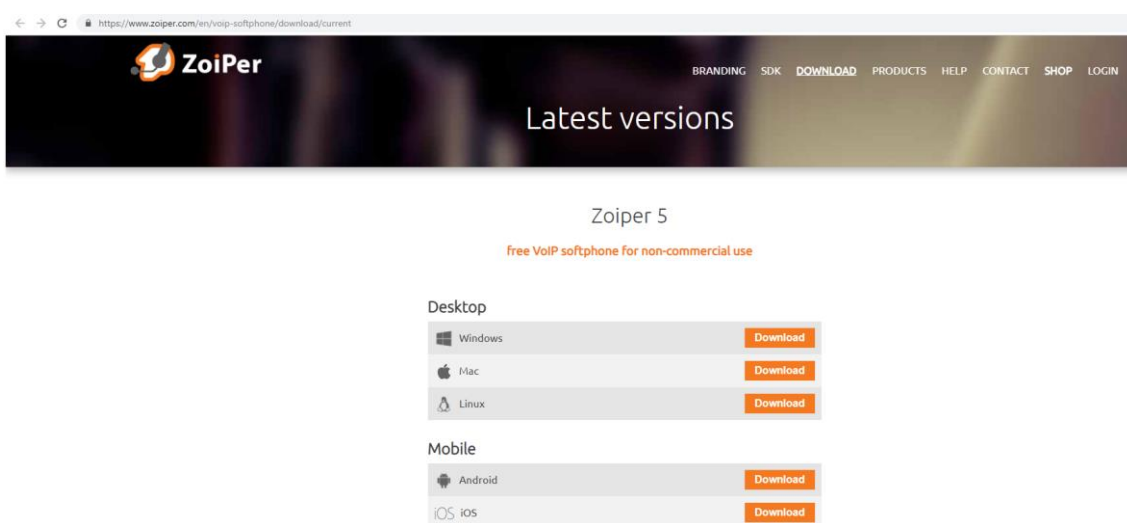 https://www.zoiper.com/en/voip-softphone/download/current
ZoiPer
BRANDING SDK DOWNLOAD PRODUCTS HELP CONTACT SHOP LOGIN
Latest versions
Zoiper 5
free VoIP softphone for non-commercial use
Desktop
Windows Download
Mac Download
Linux Download
Mobile
Android Download
iOS iOS Download